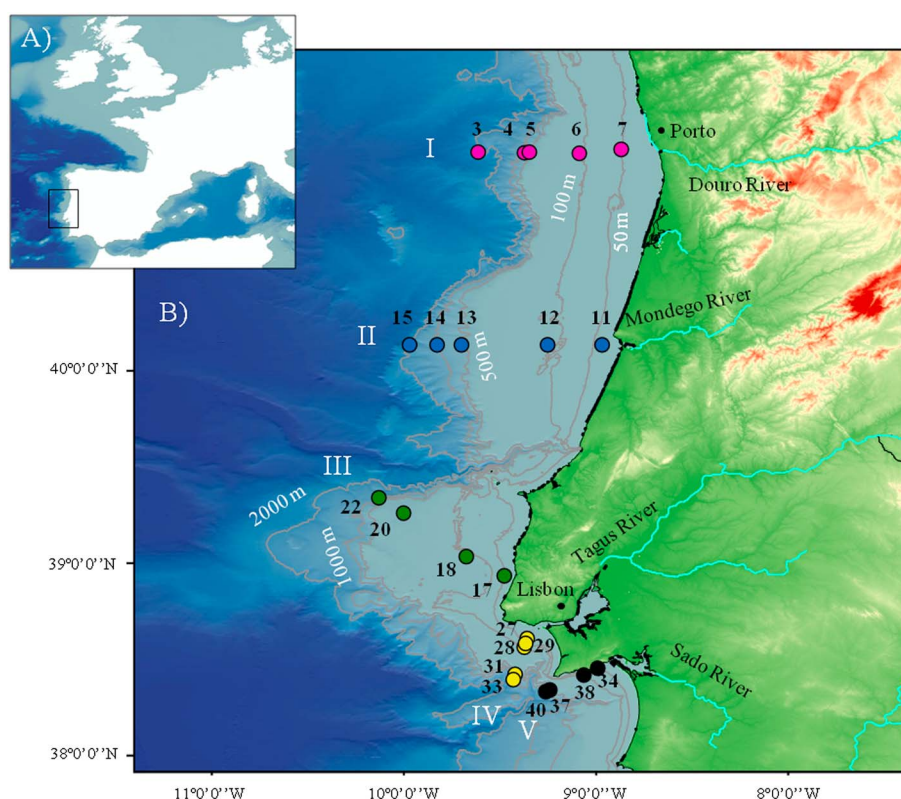 A)
3 4 5 6 7
Porto
I
Douro River
100 m
50 m
B)
15 14 13 12 11
Mondego River
II
500 m
40°0'0''N
III
2000 m
22
20
1000 m
Tagus River
39°0'0''N
18
17
Lisbon
27
28 29
31
33
Sado River
34
38
37
40
IV
V
38°0'0''N
11°0'0''W 10°0'0''W 9°0'0''W 8°0'0''W